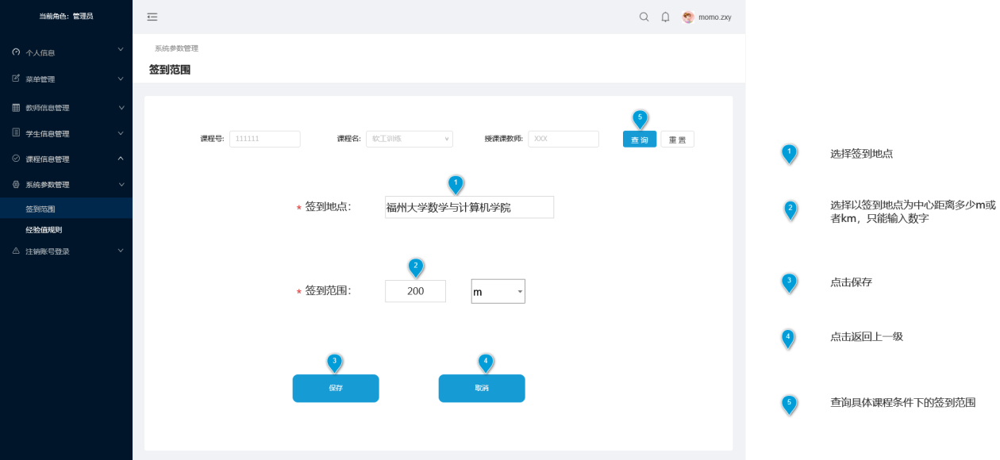 当前角色：管理员
momo.zxy
个人信息
菜单管理
教师信息管理
学生信息管理
课程信息管理
系统参数管理
签到范围
经验值规则
注销账号登录
系统参数管理
签到范围
课程号: 111111 课程名: 软工训练 授课课教师: XXX 查询 重置
5
1
* 签到地点： 福州大学数学与计算机学院
2
* 签到范围： 200 m
3 4
保存 取消
1 选择签到地点
2 选择以签到地点为中心距离多少m或
者km，只能输入数字
3 点击保存
4 点击返回上一级
5 查询具体课程条件下的签到范围